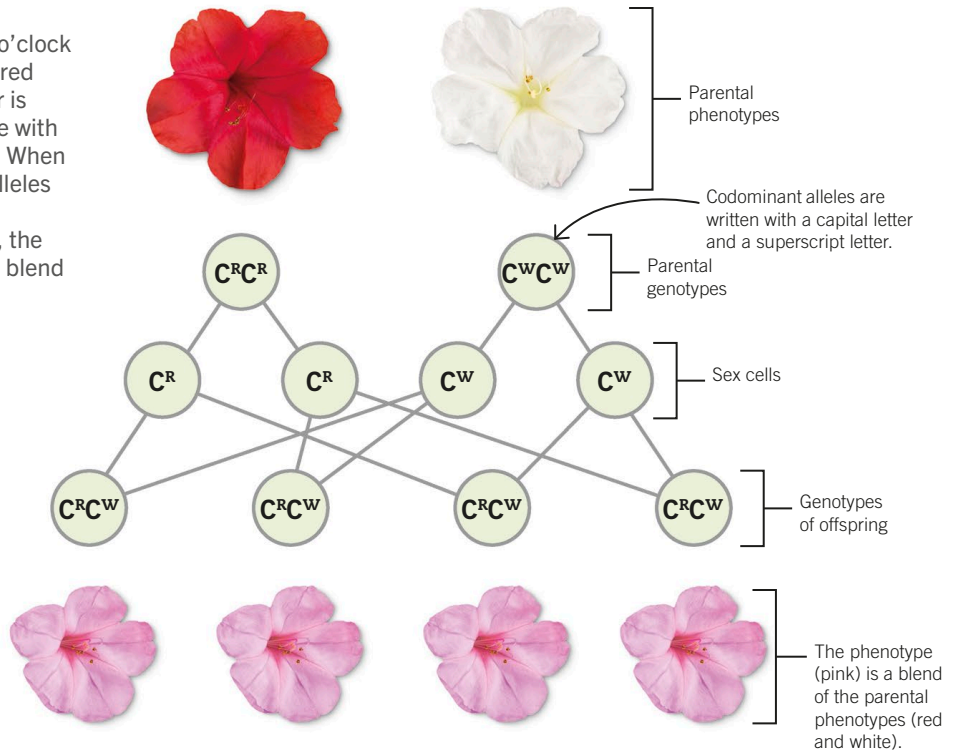 o'clock
red
r is
e with
When
lleles
, the
blend
Parental
phenotypes
Codominant alleles are
written with a capital letter
and a superscript letter.
CᴿCᴿ
CᵂCᵂ
Parental
genotypes
Cᴿ
Cᴿ
Cᵂ
Cᵂ
Sex cells
CᴿCᵂ
CᴿCᵂ
CᴿCᵂ
CᴿCᵂ
Genotypes
of offspring
The phenotype
(pink) is a blend
of the parental
phenotypes (red
and white).